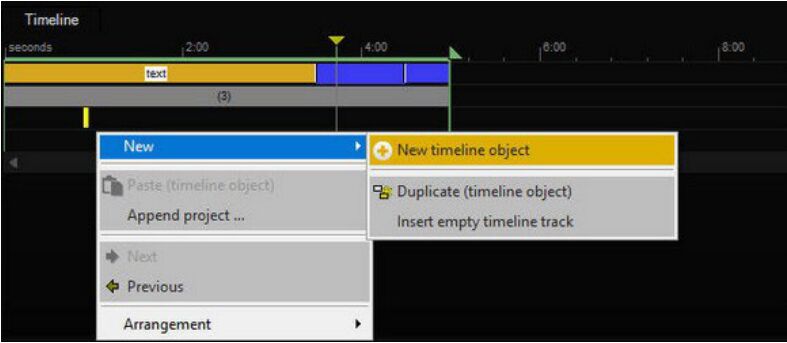 Timeline
seconds 2:00 4:00 6:00 8:00
text
(3)
New
New timeline object
Paste (timeline object)
Duplicate (timeline object)
Append project ...
Insert empty timeline track
Next
Previous
Arrangement